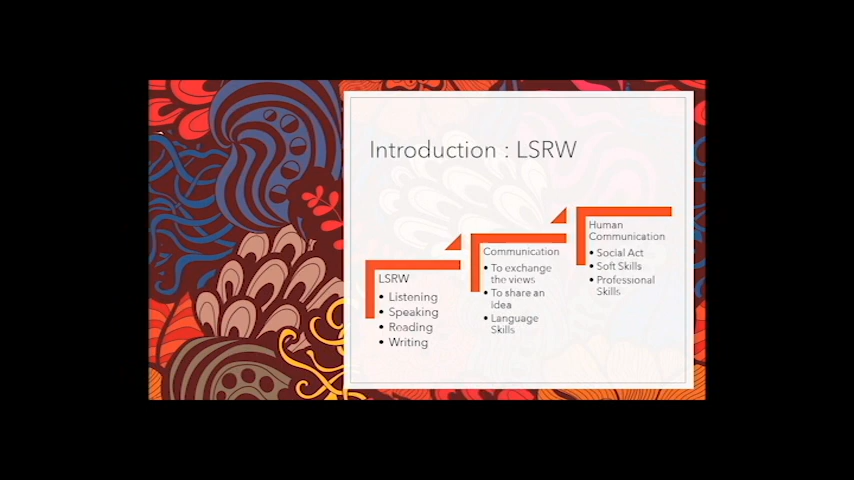 Introduction : LSRW
LSRW
• Listening
• Speaking
• Reading
• Writing
Communication
• To exchange
the views
• To share an
idea
• Language
Skills
Human
Communication
• Social Act
• Soft Skills
• Professional
Skills